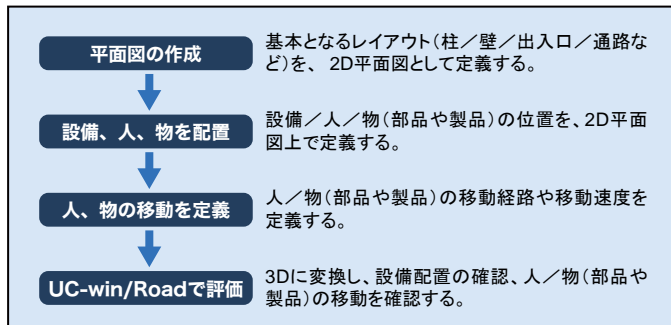 平面図の作成
基本となるレイアウト（柱／壁／出入口／通路な
ど）を、 2D平面図として定義する。
設備、人、物を配置
設備／人／物（部品や製品）の位置を、2D平面
図上で定義する。
人、物の移動を定義
人／物（部品や製品）の移動経路や移動速度を
定義する。
UC-win/Roadで評価
3Dに変換し、設備配置の確認、人／物（部品や
製品）の移動を確認する。